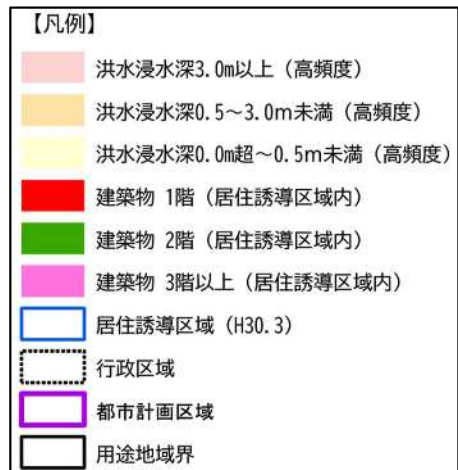 【凡例】
洪水浸水深3.0m以上（高頻度）
洪水浸水深0.5～3.0m未満（高頻度）
洪水浸水深0.0m超～0.5m未満（高頻度）
建築物 1階（居住誘導区域内）
建築物 2階（居住誘導区域内）
建築物 3階以上（居住誘導区域内）
居住誘導区域（H30.3）
行政区域
都市計画区域
用途地域界